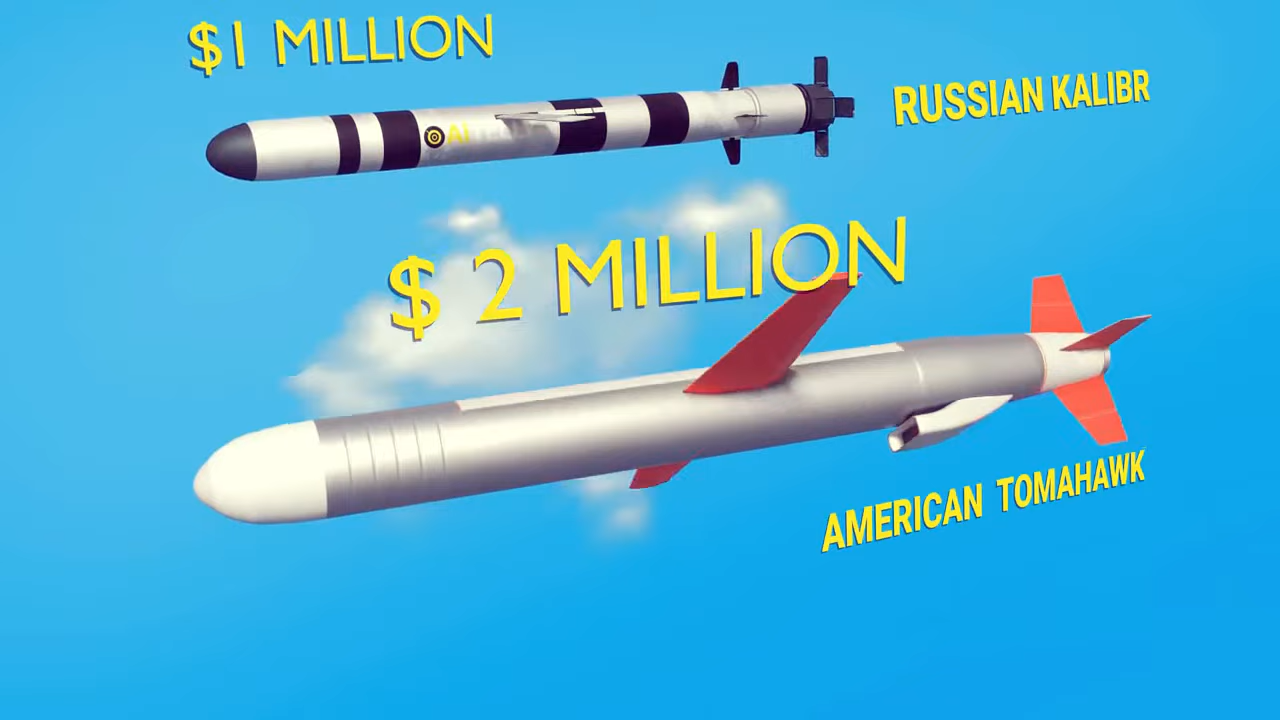 $1 MILLION
RUSSIAN KALIBR
$ 2 MILLION
AMERICAN TOMAHAWK